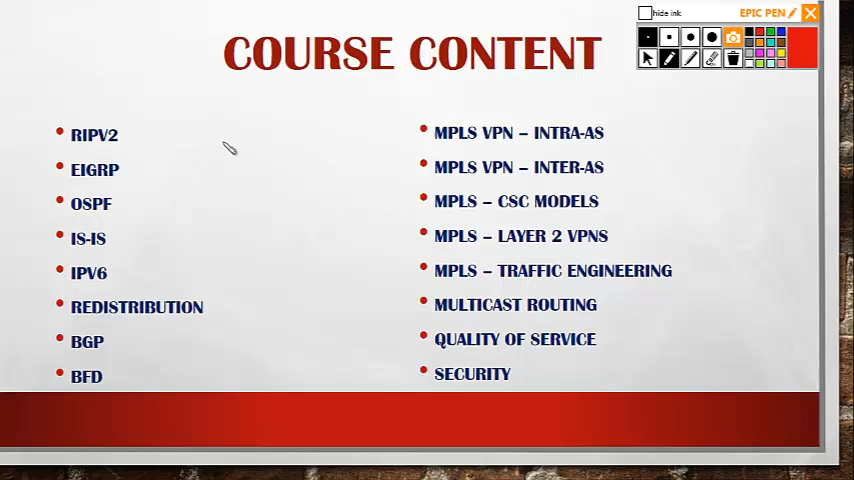 hide ink
EPIC PEN
COURSE CONTENT
• RIPV2
• EIGRP
• OSPF
• IS-IS
• IPV6
• REDISTRIBUTION
• BGP
• BFD
• MPLS VPN – INTRA-AS
• MPLS VPN – INTER-AS
• MPLS – CSC MODELS
• MPLS – LAYER 2 VPNS
• MPLS – TRAFFIC ENGINEERING
• MULTICAST ROUTING
• QUALITY OF SERVICE
• SECURITY